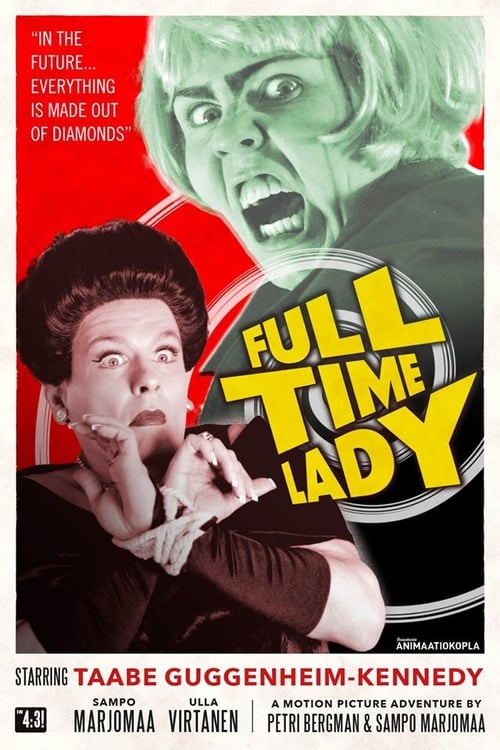 “IN THE
FUTURE...
EVERYTHING
IS MADE OUT
OF DIAMONDS”
FULL
TIME
LADY
ANIMAATIOKOPLA
STARRING TAABE GUGGENHEIM-KENNEDY
IN 4:3!
SAMPO
MARJOMAA
ULLA
VIRTANEN
A MOTION PICTURE ADVENTURE BY
PETRI BERGMAN & SAMPO MARJOMAA